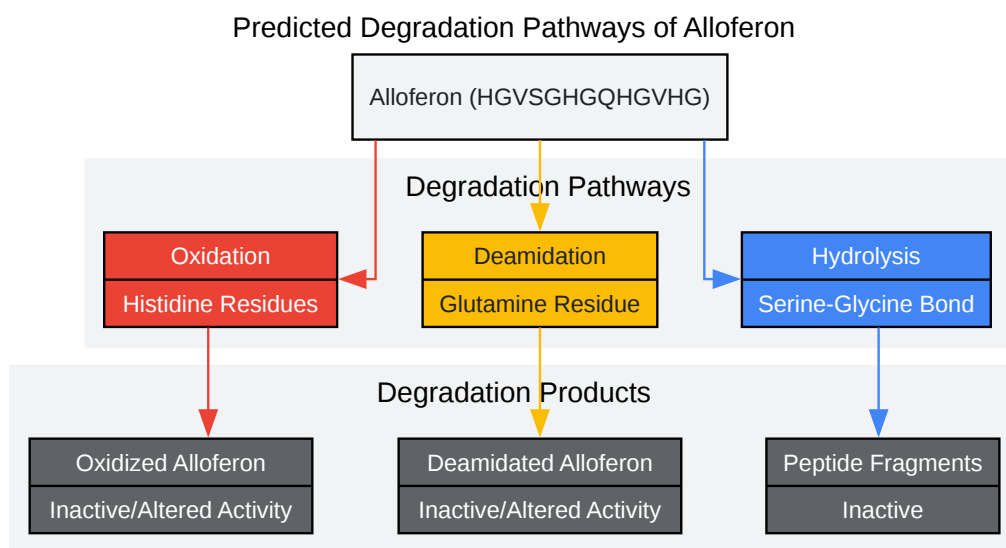 Predicted Degradation Pathways of Alloferon
Alloferon (HGVSGHGQHGVHG)
Degradation Pathways
Oxidation
Histidine Residues
Deamidation
Glutamine Residue
Hydrolysis
Serine-Glycine Bond
Degradation Products
Oxidized Alloferon
Inactive/Altered Activity
Deamidated Alloferon
Inactive/Altered Activity
Peptide Fragments
Inactive